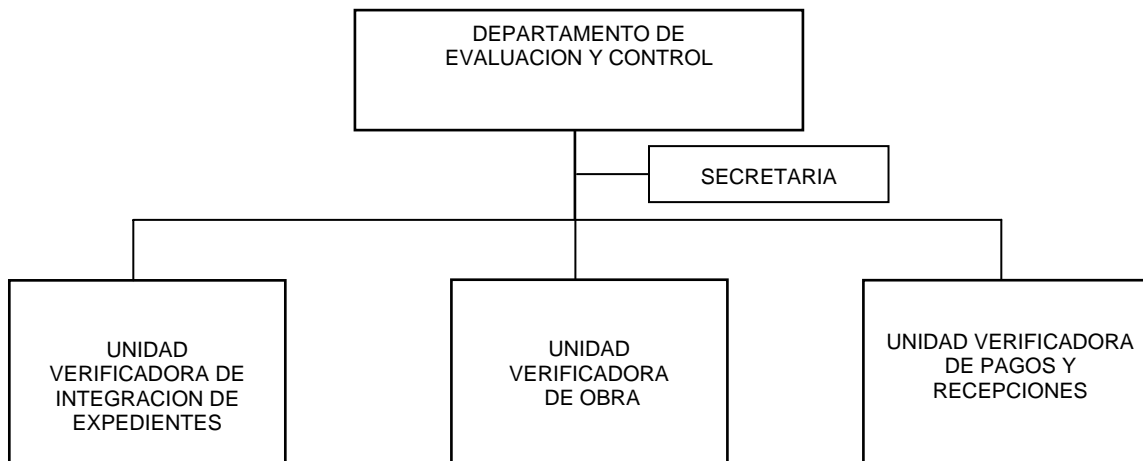 DEPARTAMENTO DE
EVALUACION Y CONTROL
SECRETARIA
UNIDAD
VERIFICADORA DE
INTEGRACION DE
EXPEDIENTES
UNIDAD
VERIFICADORA
DE OBRA
UNIDAD VERIFICADORA
DE PAGOS Y
RECEPCIONES